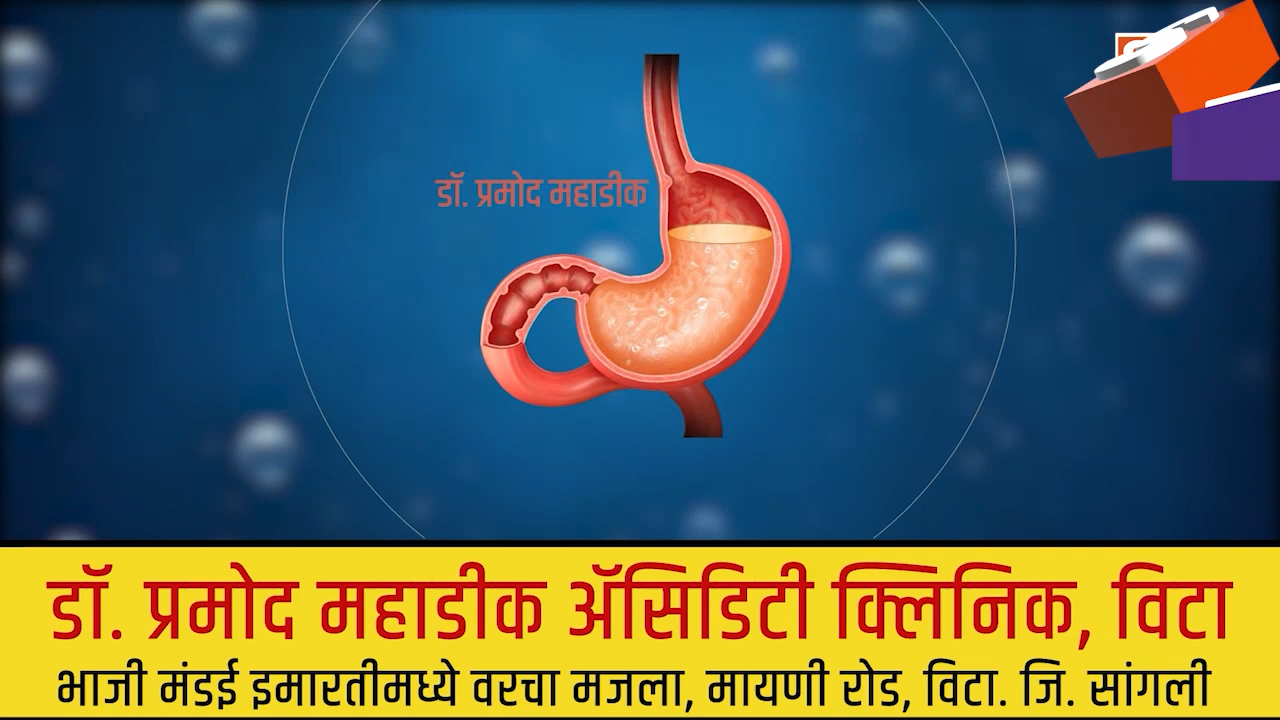 डॉ. प्रमोद महाडीक
डॉ. प्रमोद महाडीक ॲसिडिटी क्लिनिक, विटा
भाजी मंडई इमारतीमध्ये वरचा मजला, मायणी रोड, विटा. जि. सांगली